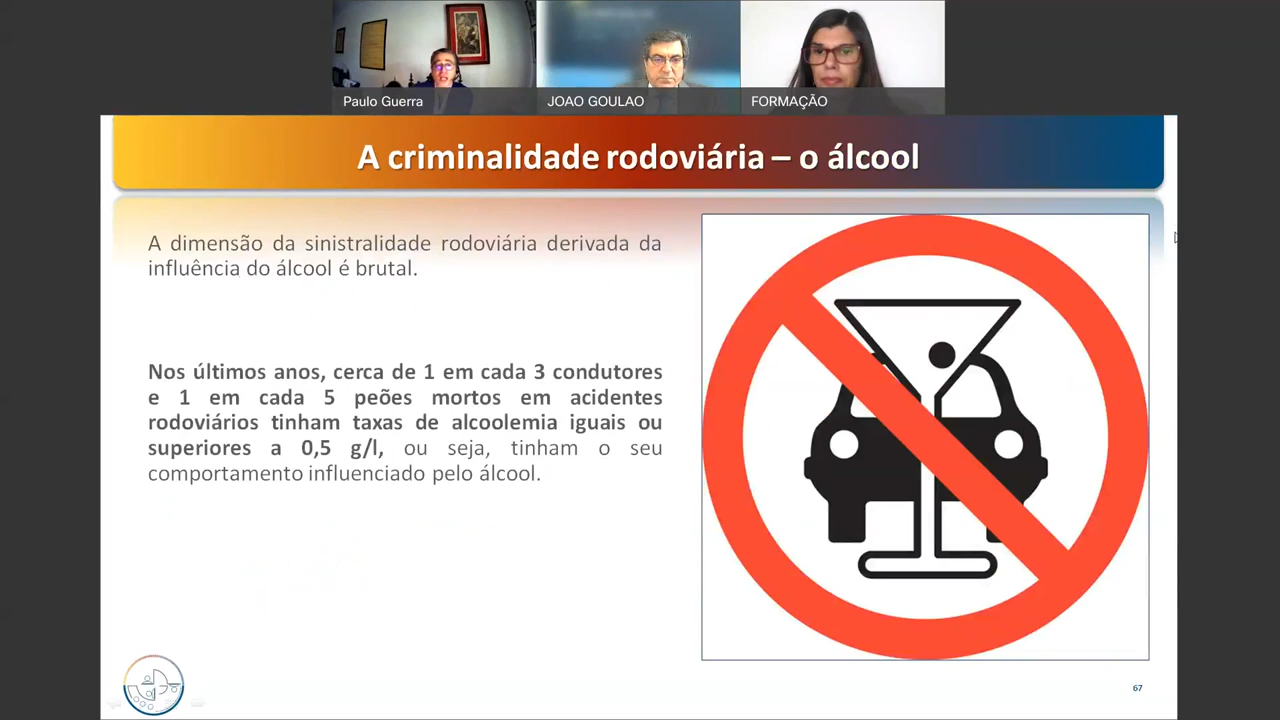 Paulo Guerra
JOAO GOULAO
FORMAÇÃO
A criminalidade rodoviária – o álcool
A dimensão da sinistralidade rodoviária derivada da
influência do álcool é brutal.
Nos últimos anos, cerca de 1 em cada 3 condutores
e 1 em cada 5 peões mortos em acidentes
rodoviários tinham taxas de alcoolemia iguais ou
superiores a 0,5 g/l, ou seja, tinham o seu
comportamento influenciado pelo álcool.
67